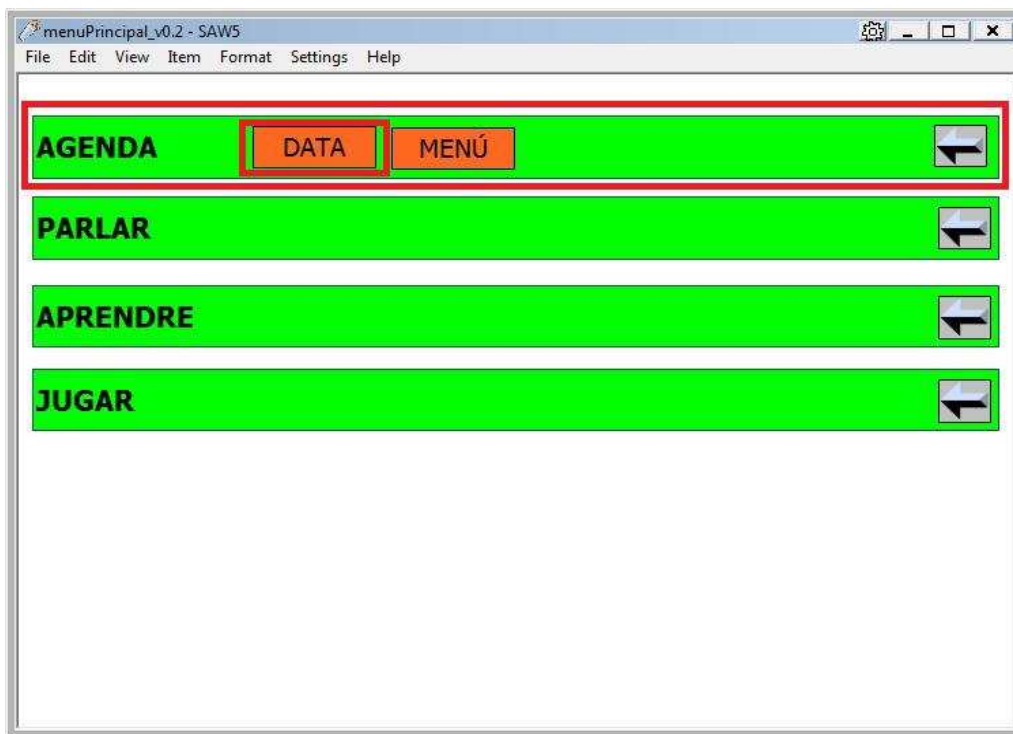 menuPrincipal_v0.2 - SAW5
File Edit View Item Format Settings Help
AGENDA DATA MENÚ
PARLAR
APRENDRE
JUGAR